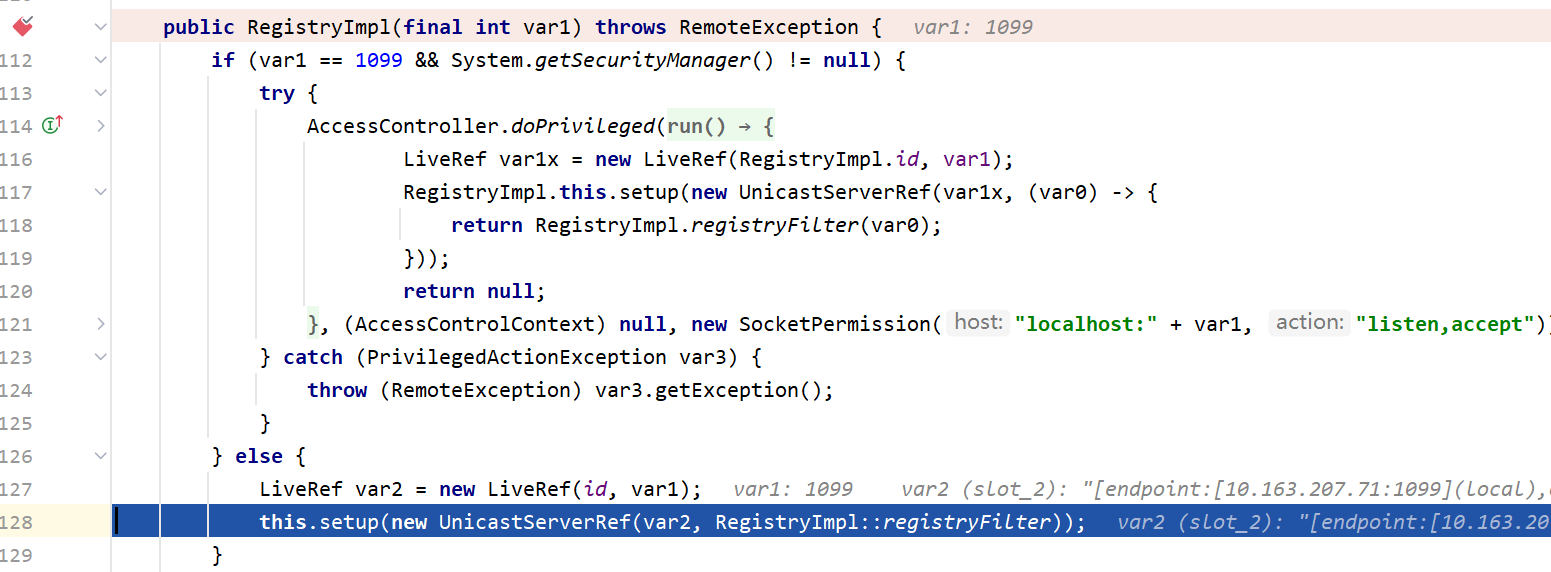 public RegistryImpl(final int var1) throws RemoteException {   var1: 1099
112 if (var1 == 1099 && System.getSecurityManager() != null) {
113 try {
114 AccessController.doPrivileged(run() → {
116 LiveRef var1x = new LiveRef(RegistryImpl.id, var1);
117 RegistryImpl.this.setup(new UnicastServerRef(var1x, (var0) -> {
118 return RegistryImpl.registryFilter(var0);
119 }));
120 return null;
121 }, (AccessControlContext) null, new SocketPermission( host: "localhost:" + var1, action: "listen,accept"))
123 } catch (PrivilegedActionException var3) {
124 throw (RemoteException) var3.getException();
125 }
126 } else {
127 LiveRef var2 = new LiveRef(id, var1);   var1: 1099   var2 (slot_2): "[endpoint:[10.163.207.71:1099](local),
128 this.setup(new UnicastServerRef(var2, RegistryImpl::registryFilter));   var2 (slot_2): "[endpoint:[10.163.20
129 }